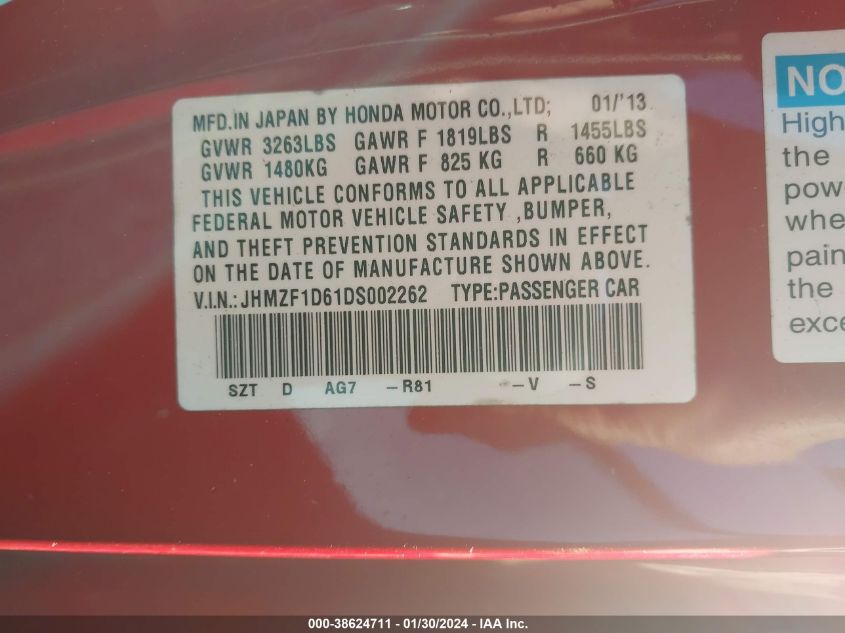 MFD.IN JAPAN BY HONDA MOTOR CO.,LTD; 01/'13
GVWR 3263LBS GAWR F 1819LBS R 1455LBS
GVWR 1480KG GAWR F 825 KG R 660 KG
THIS VEHICLE CONFORMS TO ALL APPLICABLE
FEDERAL MOTOR VEHICLE SAFETY ,BUMPER,
AND THEFT PREVENTION STANDARDS IN EFFECT
ON THE DATE OF MANUFACTURE SHOWN ABOVE.
V.I.N.:JHMZF1D61DS002262 TYPE:PASSENGER CAR
SZT D AG7 –R81 –V –S
NO
High
the
powe
whe
pain
the
exce
000-38624711 - 01/30/2024 - IAA Inc.